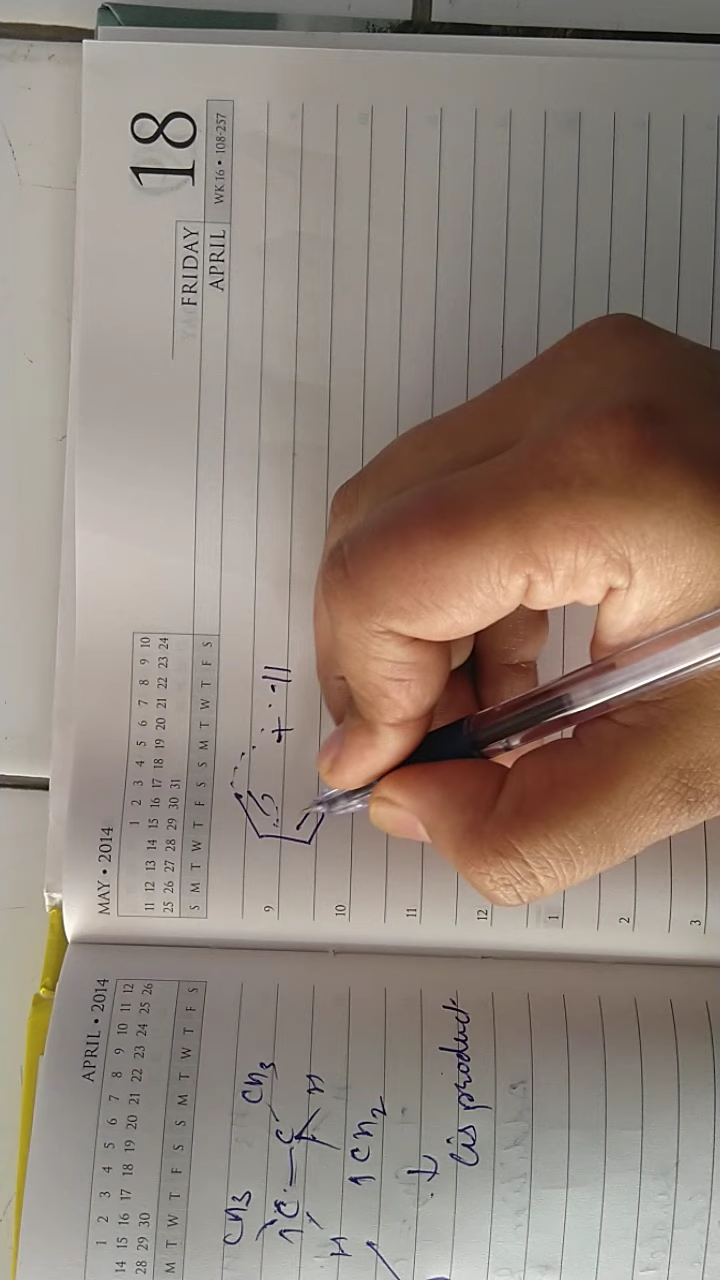 APRIL • 2014
1 2 3 4 5
6 7 8 9 10 11 12
14 15 16 17 18 19 20 21 22 23 24 25 26
28 29 30
M T W T F S S M T W T F S
CH3
C — C CH3
H H
1CH2
↓
cis product
MAY • 2014
1 2 3 4 5 6 7 8 9 10
11 12 13 14 15 16 17 18 19 20 21 22 23 24
25 26 27 28 29 30 31
S M T W T F S S M T W T F S
FRIDAY
APRIL
18
WK 16 • 108-257
9
+
10
11
12
1
2
3